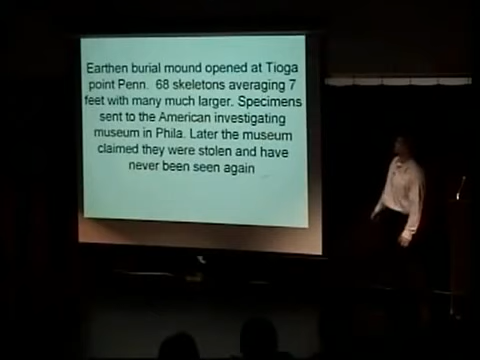 Earthen burial mound opened at Tioga
point Penn.  68 skeletons averaging 7
feet with many much larger. Specimens
sent to the American investigating
museum in Phila. Later the museum
claimed they were stolen and have
never been seen again